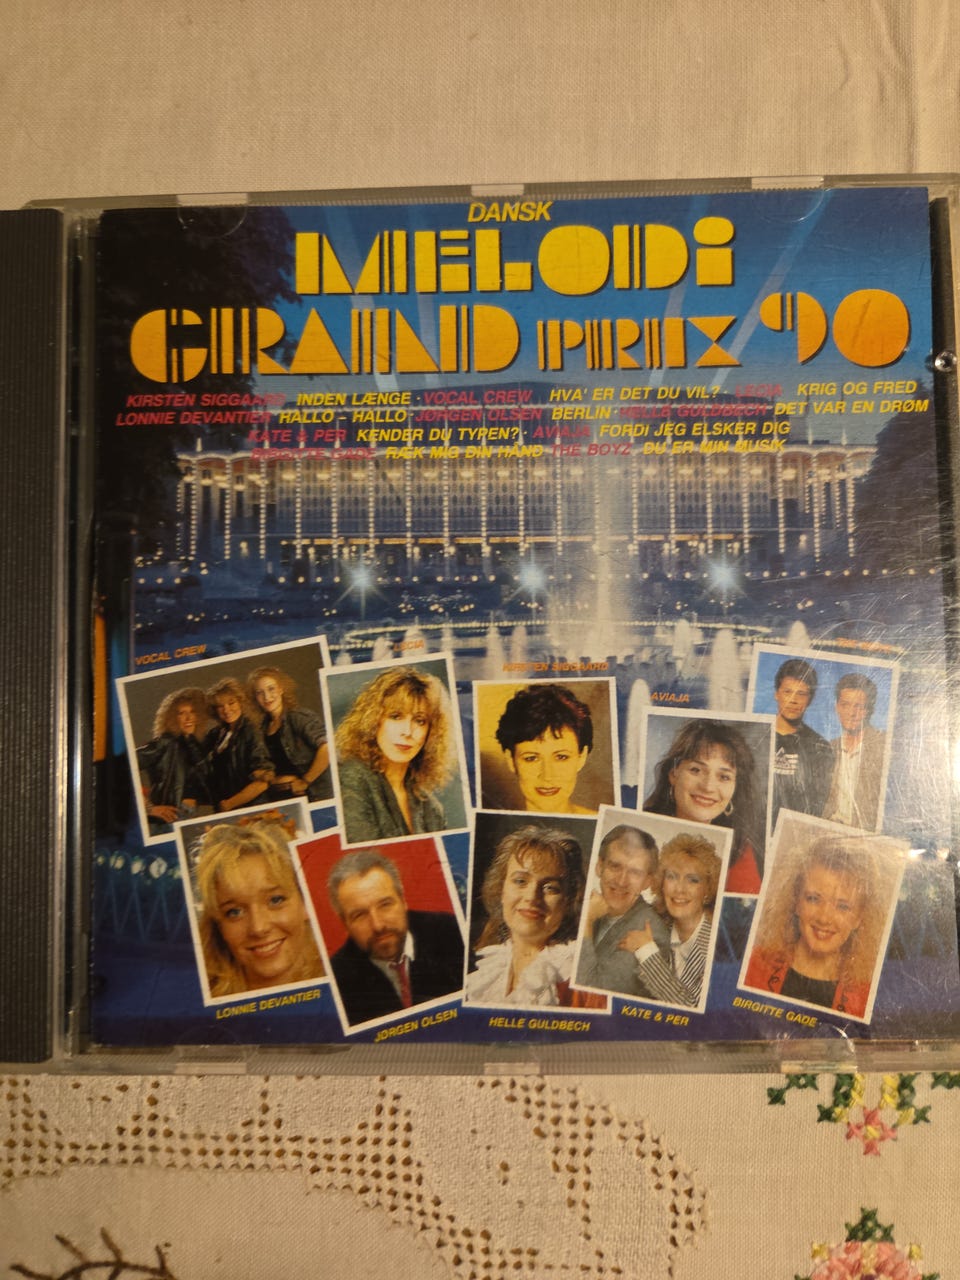 DANSK
MELODi
GRAND PRIX 90
KIRSTEN SIGGAARD INDEN LÆNGE · VOCAL CREW HVA' ER DET DU VIL? · LECIA KRIG OG FRED
LONNIE DEVANTIER HALLO - HALLO · JØRGEN OLSEN BERLIN · HELLE GULDBECH DET VAR EN DRØM
KATE & PER KENDER DU TYPEN? · AVIAJA FORDI JEG ELSKER DIG
BIRGITTE GADE RÆK MIG DIN HÅND THE BOYZ DU ER MIN MUSIK
VOCAL CREW
LECIA
KIRSTEN SIGGAARD
AVIAJA
LONNIE DEVANTIER
JØRGEN OLSEN
HELLE GULDBECH
KATE & PER
BIRGITTE GADE